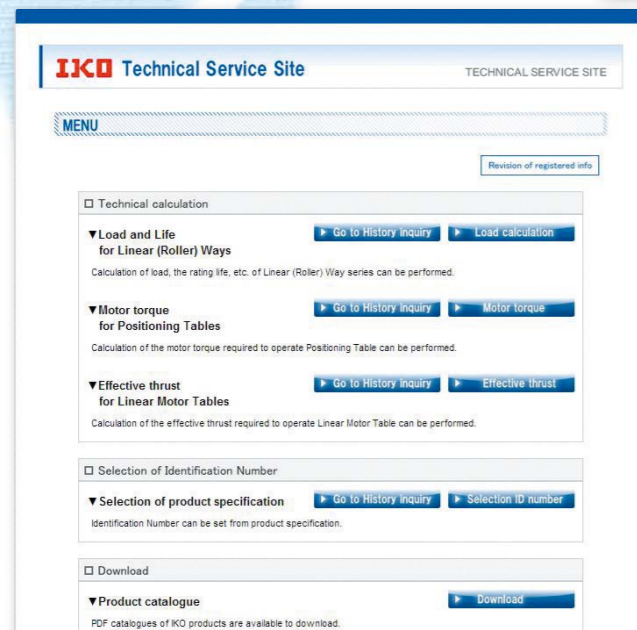 IKO Technical Service Site
TECHNICAL SERVICE SITE
MENU
Revision of registered info
Technical calculation
▼Load and Life
for Linear (Roller) Ways
Go to History inquiry
Load calculation
Calculation of load, the rating life, etc. of Linear (Roller) Way series can be performed.
▼Motor torque
for Positioning Tables
Go to History inquiry
Motor torque
Calculation of the motor torque required to operate Positioning Table can be performed.
▼Effective thrust
for Linear Motor Tables
Go to History inquiry
Effective thrust
Calculation of the effective thrust required to operate Linear Motor Table can be performed.
Selection of Identification Number
▼Selection of product specification
Go to History inquiry
Selection ID number
Identification Number can be set from product specification.
Download
▼Product catalogue
Download
PDF catalogues of IKO products are available to download.